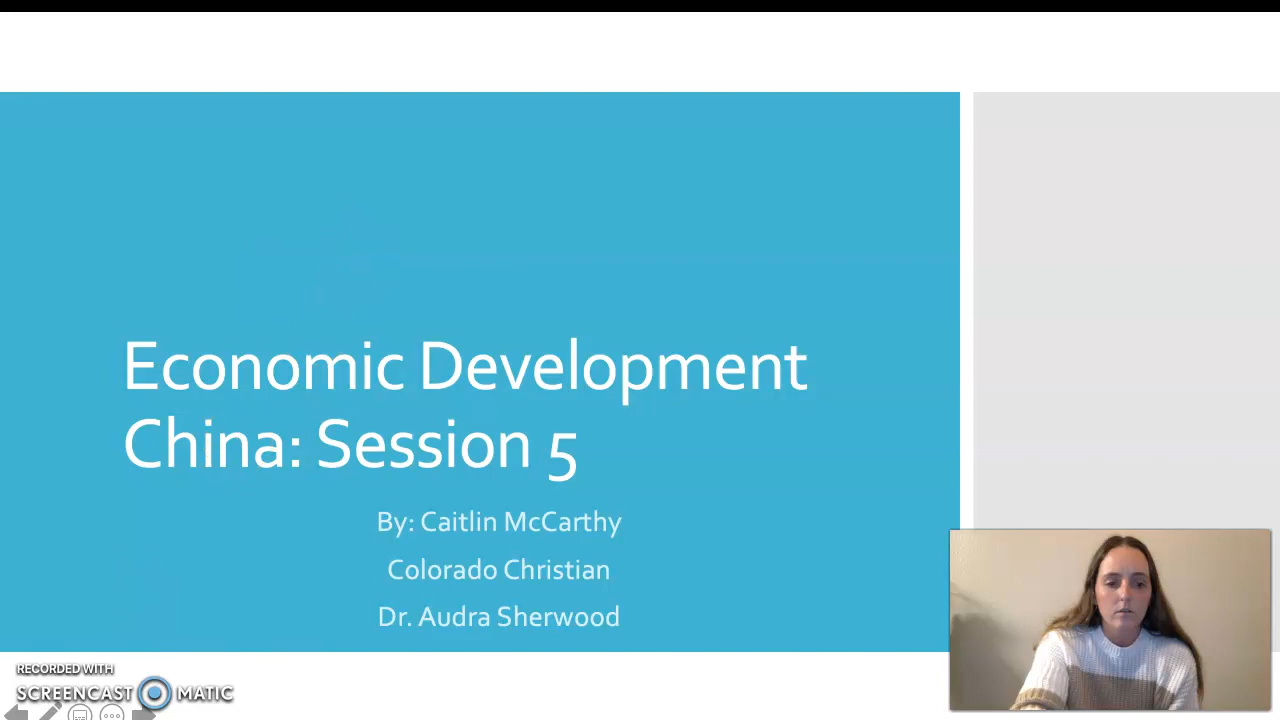 Economic Development
China: Session 5
By: Caitlin McCarthy
Colorado Christian
Dr. Audra Sherwood
RECORDED WITH
SCREENCAST MATIC